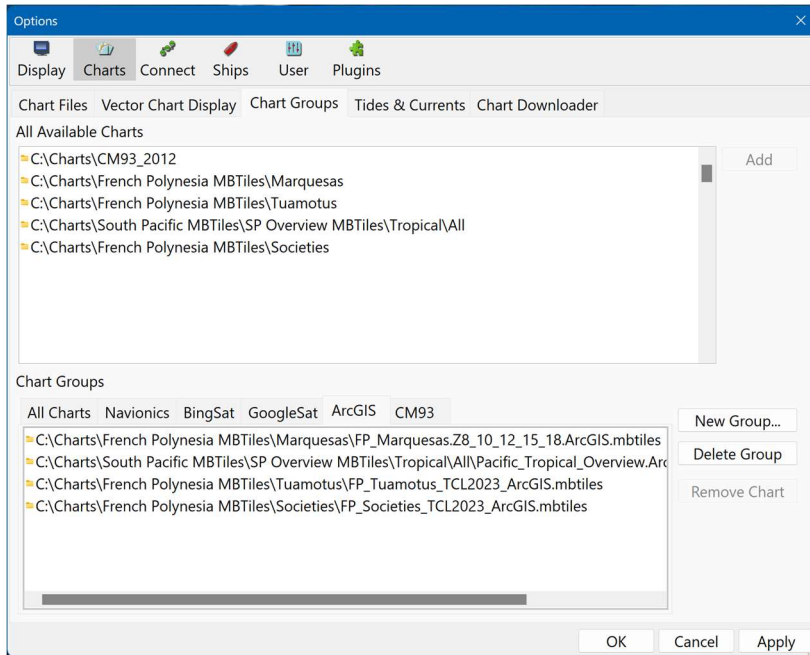 Options
Display Charts Connect Ships User Plugins
Chart Files Vector Chart Display Chart Groups Tides & Currents Chart Downloader
All Available Charts
C:\Charts\CM93_2012
C:\Charts\French Polynesia MBTiles\Marquesas
C:\Charts\French Polynesia MBTiles\Tuamotus
C:\Charts\South Pacific MBTiles\SP Overview MBTiles\Tropical\All
C:\Charts\French Polynesia MBTiles\Societies
Add
Chart Groups
All Charts Navionics BingSat GoogleSat ArcGIS CM93
C:\Charts\French Polynesia MBTiles\Marquesas\FP_Marquesas.Z8_10_12_15_18.ArcGIS.mbtiles
C:\Charts\South Pacific MBTiles\SP Overview MBTiles\Tropical\All\Pacific_Tropical_Overview.Arc
C:\Charts\French Polynesia MBTiles\Tuamotus\FP_Tuamotus_TCL2023_ArcGIS.mbtiles
C:\Charts\French Polynesia MBTiles\Societies\FP_Societies_TCL2023_ArcGIS.mbtiles
New Group...
Delete Group
Remove Chart
OK Cancel Apply